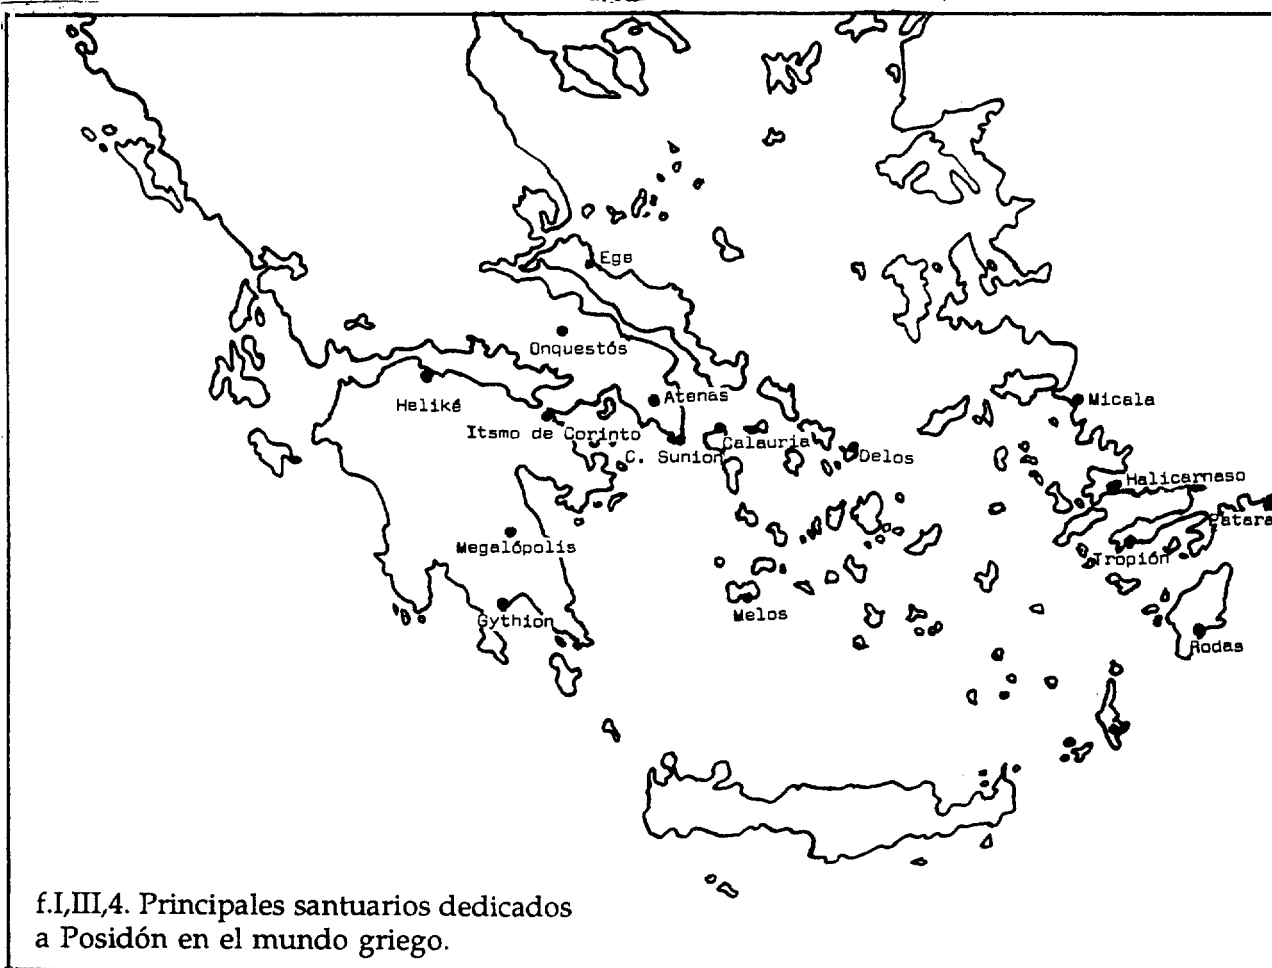 Ege
Onquestós
Heliké
Atenas
Micala
Itsmo de Corinto
Calauria
C. Sunion
Delos
Halicarnaso
Patara
Megalópolis
Tropión
Melos
Gythion
Rodas
f.I,III,4. Principales santuarios dedicados
a Posidón en el mundo griego.